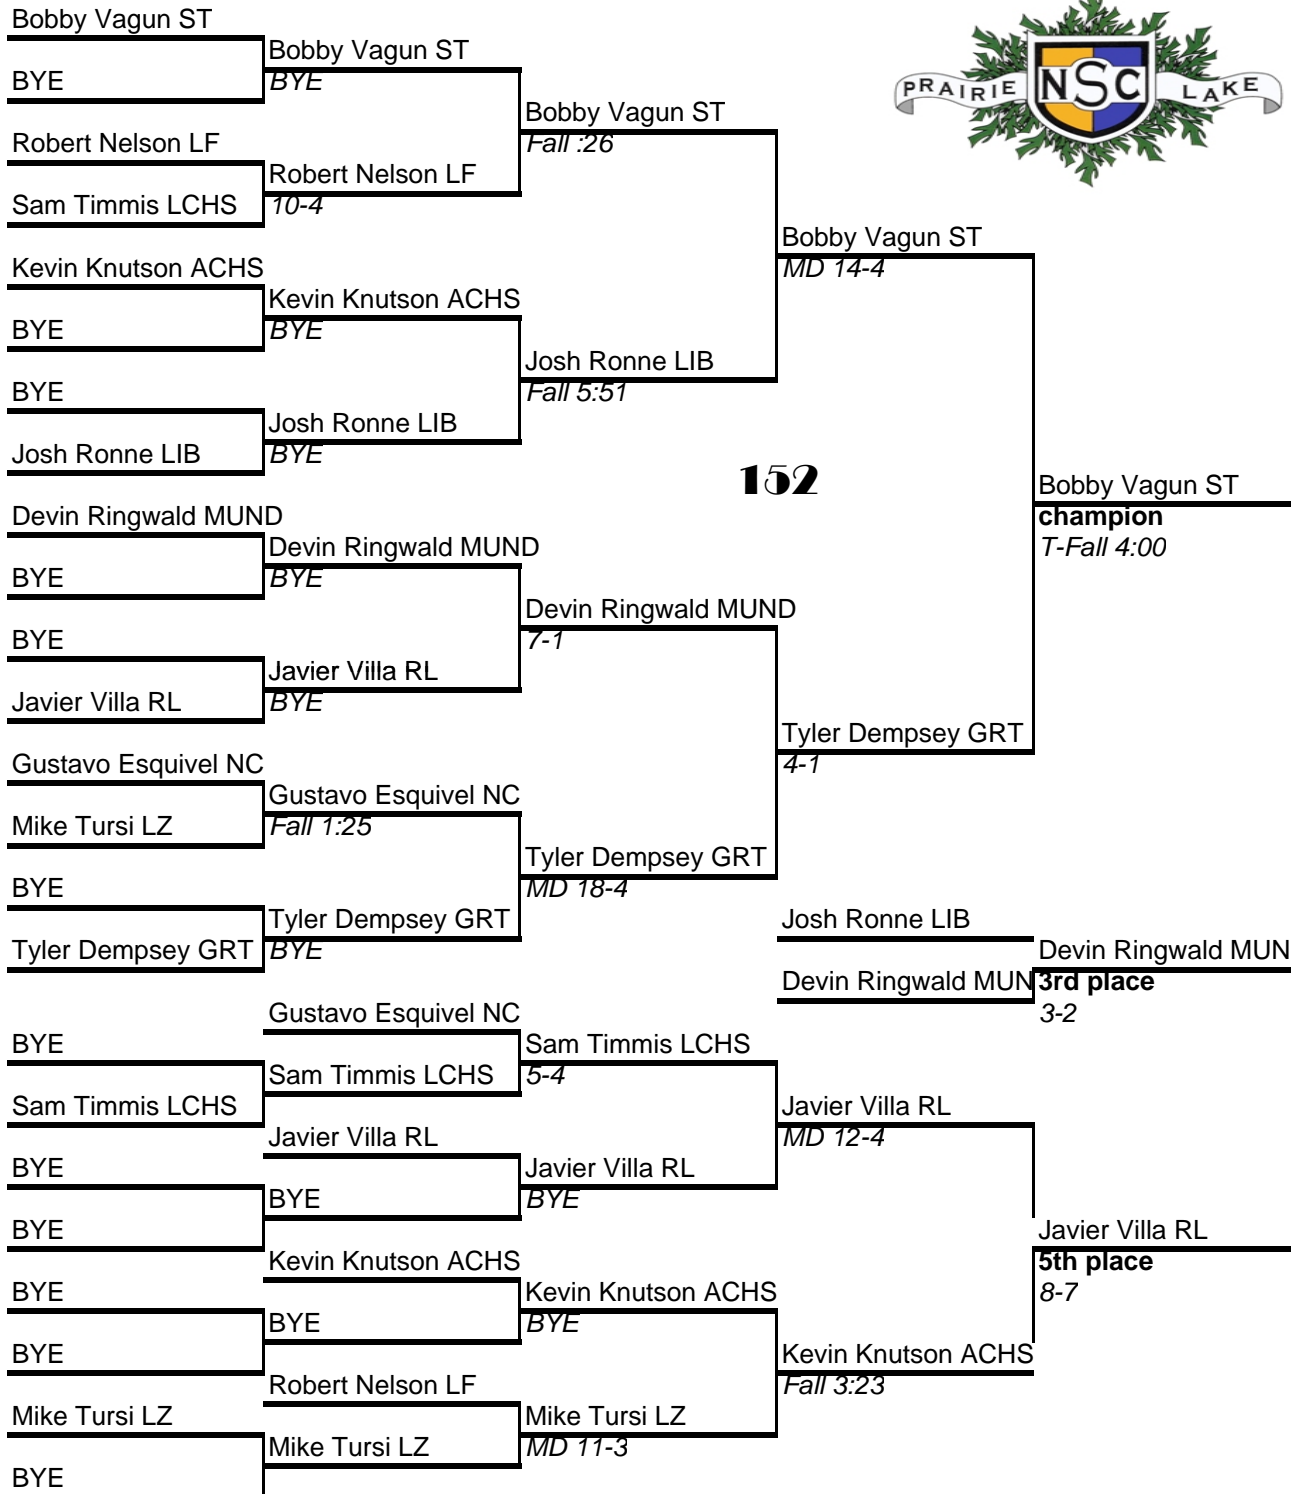 Bobby Vagun ST
BYE
Robert Nelson LF
Sam Timmis LCHS
Kevin Knutson ACHS
BYE
BYE
Josh Ronne LIB
Devin Ringwald MUND
BYE
BYE
Javier Villa RL
Gustavo Esquivel NC
Mike Tursi LZ
BYE
Tyler Dempsey GRT
BYE
Sam Timmis LCHS
BYE
BYE
BYE
BYE
Mike Tursi LZ
BYE
Bobby Vagun ST
BYE
Robert Nelson LF
10-4
Kevin Knutson ACHS
BYE
Josh Ronne LIB
BYE
Devin Ringwald MUND
BYE
Javier Villa RL
BYE
Gustavo Esquivel NC
Fall 1:25
Tyler Dempsey GRT
BYE
Gustavo Esquivel NC
Sam Timmis LCHS
Javier Villa RL
BYE
Kevin Knutson ACHS
BYE
Robert Nelson LF
Mike Tursi LZ
Bobby Vagun ST
Fall :26
Josh Ronne LIB
Fall 5:51
Devin Ringwald MUND
7-1
Tyler Dempsey GRT
MD 18-4
Sam Timmis LCHS
5-4
Javier Villa RL
BYE
Kevin Knutson ACHS
BYE
Mike Tursi LZ
MD 11-3
PRAIRIE NSC LAKE
Bobby Vagun ST
MD 14-4
152
Tyler Dempsey GRT
4-1
Josh Ronne LIB
Devin Ringwald MUN
Javier Villa RL
MD 12-4
Kevin Knutson ACHS
Fall 3:23
Bobby Vagun ST
champion
T-Fall 4:00
Devin Ringwald MUN
3rd place
3-2
Javier Villa RL
5th place
8-7